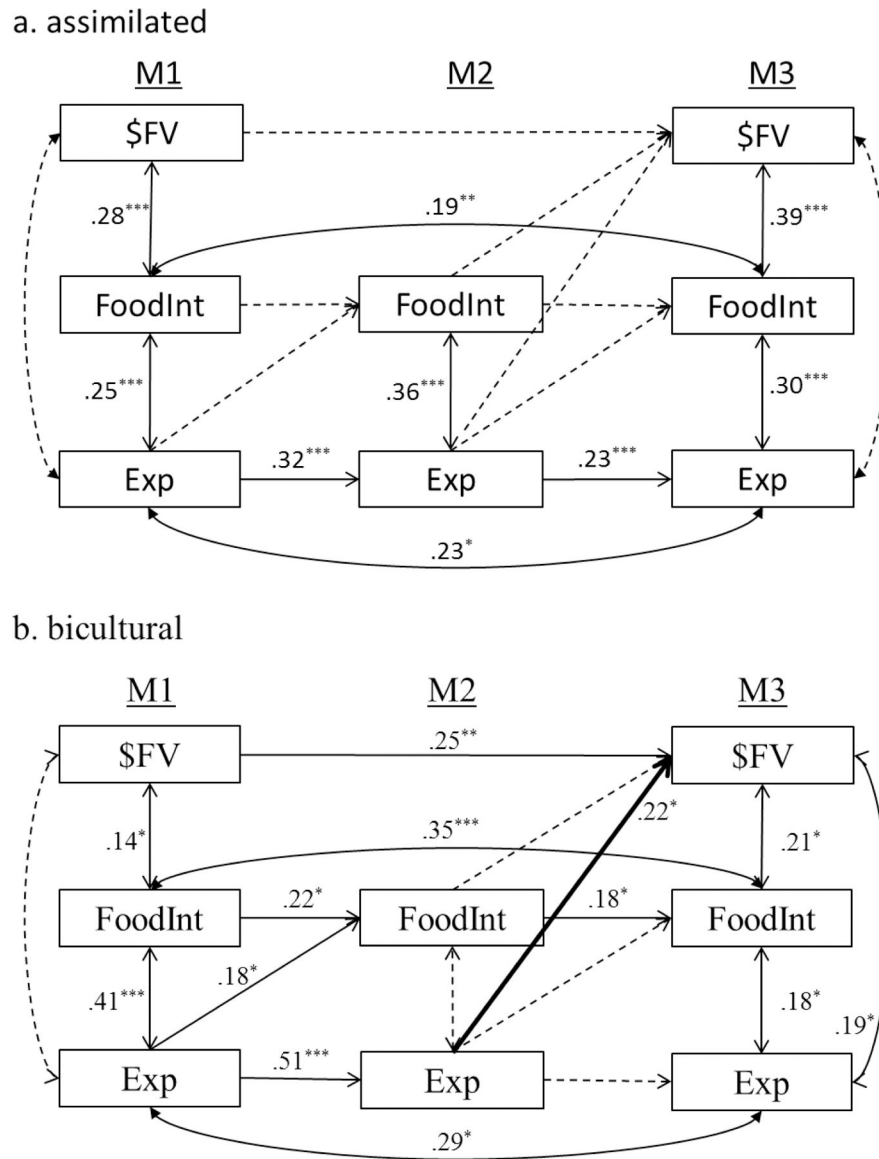 a. assimilated
M1 M2 M3
$FV $FV
.28*** .19** .39***
FoodInt FoodInt FoodInt
.25*** .36*** .30***
.32*** .23***
Exp Exp Exp
.23*
b. bicultural
M1 M2 M3
.25**
$FV $FV
.22*
.14* .35*** .21*
.22* .18*
FoodInt FoodInt FoodInt
.18*
.41*** .18*
.19*
.51***
Exp Exp Exp
.29*